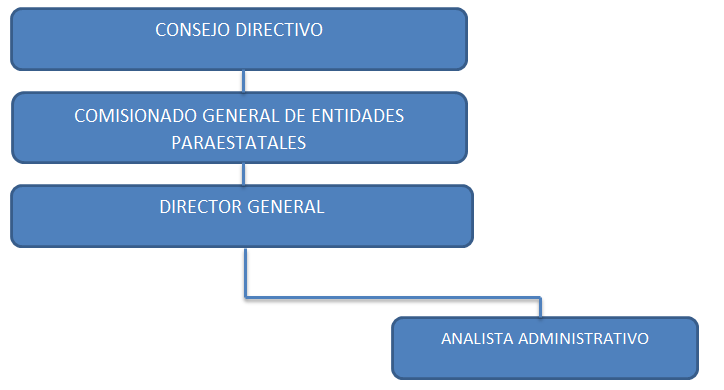 CONSEJO DIRECTIVO
COMISIONADO GENERAL DE ENTIDADES
PARAESTATALES
DIRECTOR GENERAL
ANALISTA ADMINISTRATIVO